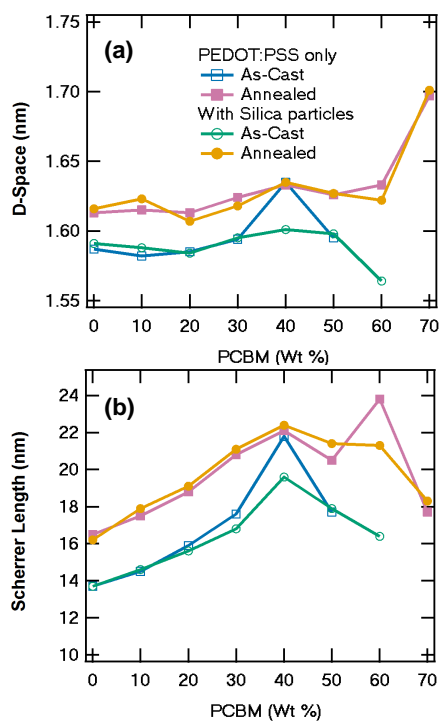 1.75
(a)
PEDOT:PSS only
As-Cast
Annealed
With Silica particles
As-Cast
Annealed
1.70
1.65
1.60
1.55
D-Space (nm)
0 10 20 30 40 50 60 70
PCBM (Wt %)
(b)
24
22
20
18
16
14
12
10
Scherrer Length (nm)
0 10 20 30 40 50 60 70
PCBM (Wt %)